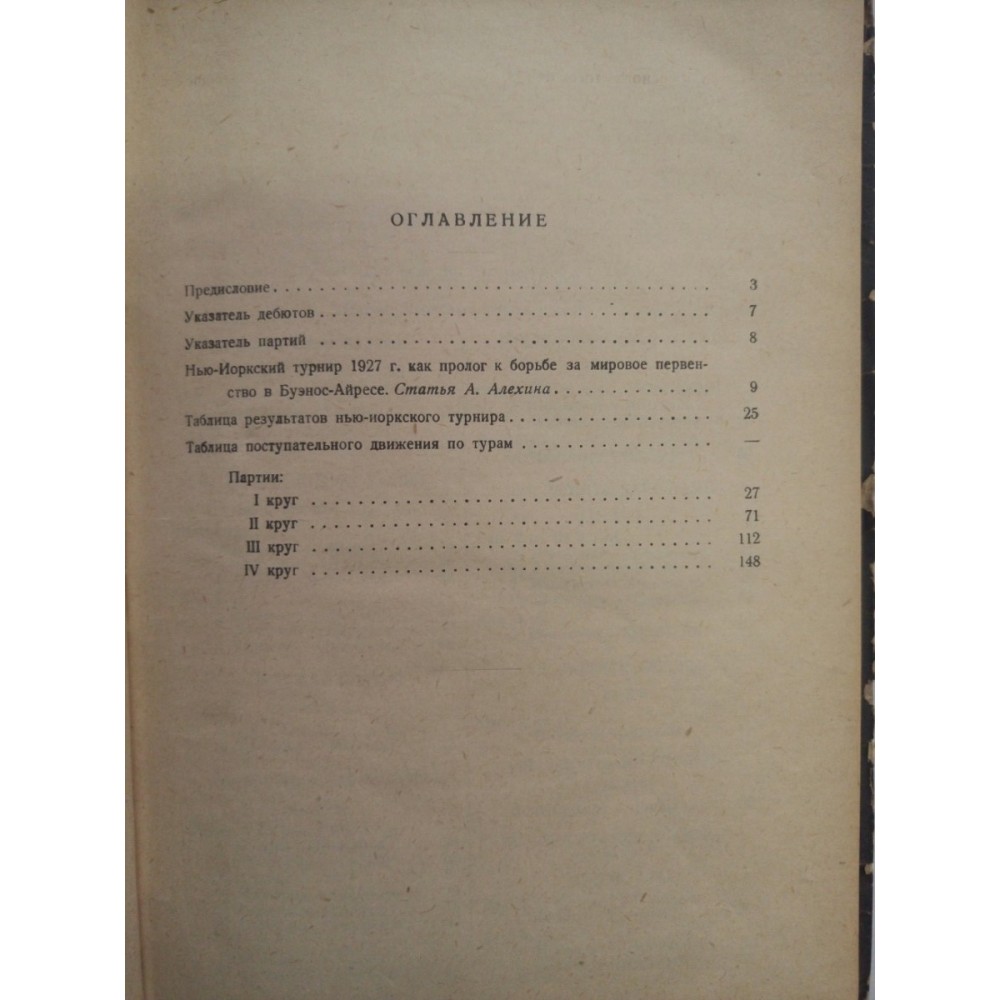 ОГЛАВЛЕНИЕ
Предисловие . . . . . . . . . . . . . . . . . . . . . . . . . . . . . . 3
Указатель дебютов . . . . . . . . . . . . . . . . . . . . . . . . . . . 7
Указатель партий . . . . . . . . . . . . . . . . . . . . . . . . . . . 8
Нью-Иоркский турнир 1927 г. как пролог к борьбе за мировое первен-
ство в Буэнос-Айресе. Статья А. Алехина . . . . . . . . . . . 9
Таблица результатов нью-иоркского турнира . . . . . . . . . . . . . . 25
Таблица поступательного движения по турам . . . . . . . . . . . . . —
Партии:
I круг . . . . . . . . . . . . . . . . . . . . . . . . . . . 27
II круг . . . . . . . . . . . . . . . . . . . . . . . . . . . 71
III круг . . . . . . . . . . . . . . . . . . . . . . . . . . . 112
IV круг . . . . . . . . . . . . . . . . . . . . . . . . . . . 148